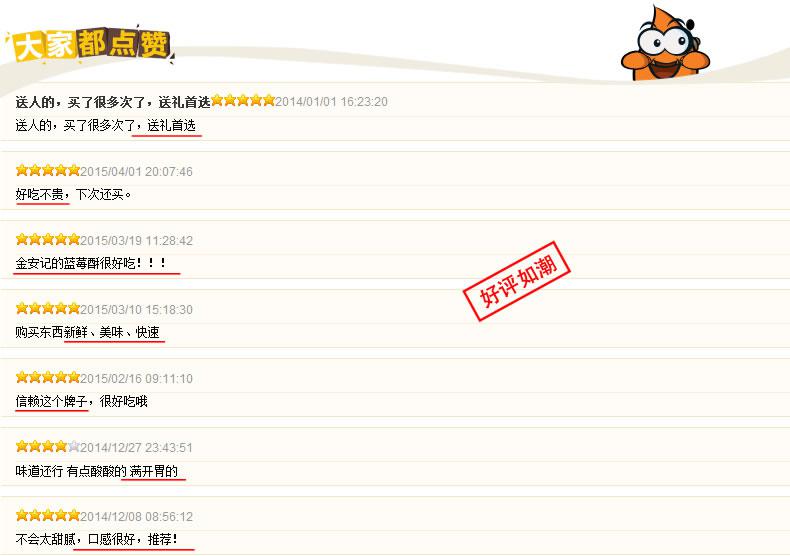 大家都点赞
送人的，买了很多次了，送礼首选2014/01/01 16:23:20
送人的，买了很多次了，送礼首选
2015/04/01 20:07:46
好吃不贵，下次还买。
2015/03/19 11:28:42
金安记的蓝莓酥很好吃！！！
好评如潮
2015/03/10 15:18:30
购买东西新鲜、美味、快速
2015/02/16 09:11:10
信赖这个牌子，很好吃哦
2014/12/27 23:43:51
味道还行 有点酸酸的 满开胃的
2014/12/08 08:56:12
不会太甜腻，口感很好，推荐！